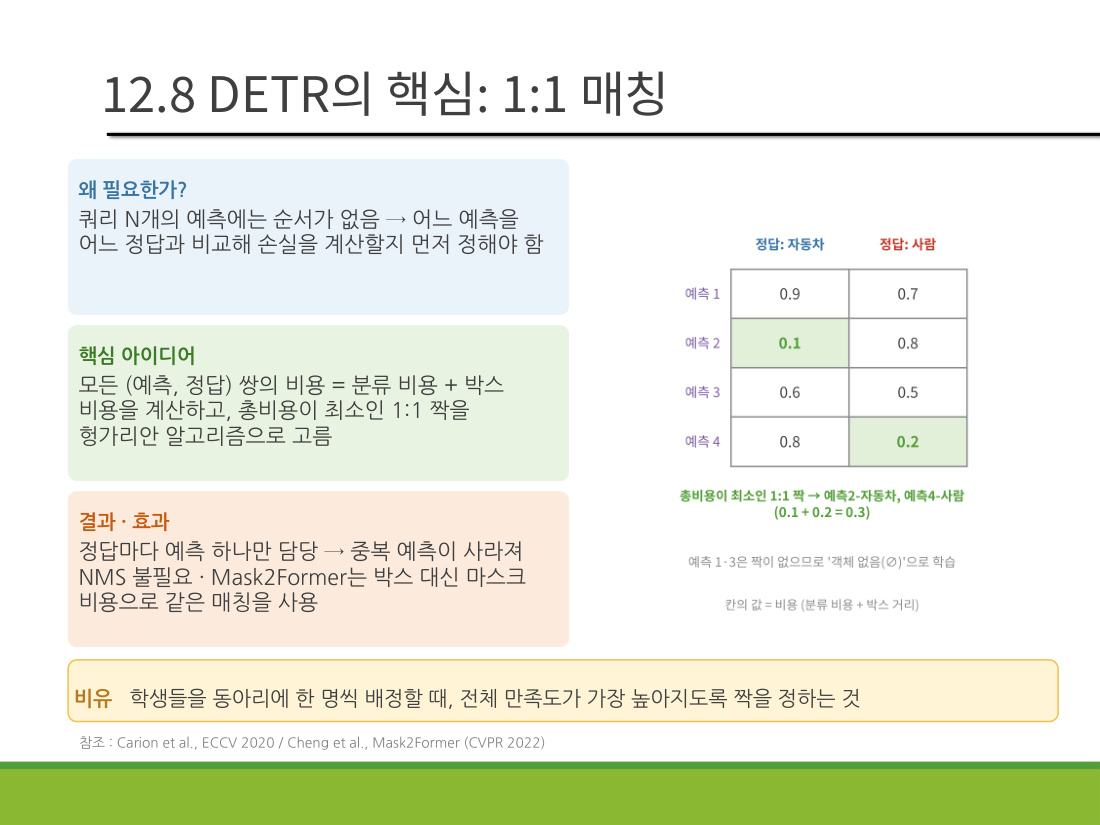 12.8 DETR의 핵심: 1:1 매칭
왜 필요한가?
쿼리 N개의 예측에는 순서가 없음 → 어느 예측을
어느 정답과 비교해 손실을 계산할지 먼저 정해야 함
핵심 아이디어
모든 (예측, 정답) 쌍의 비용 = 분류 비용 + 박스
비용을 계산하고, 총비용이 최소인 1:1 짝을
헝가리안 알고리즘으로 고름
결과 · 효과
정답마다 예측 하나만 담당 → 중복 예측이 사라져
NMS 불필요 · Mask2Former는 박스 대신 마스크
비용으로 같은 매칭을 사용
정답: 자동차 정답: 사람
예측 1 0.9 0.7
예측 2 0.1 0.8
예측 3 0.6 0.5
예측 4 0.8 0.2
총비용이 최소인 1:1 짝 → 예측2-자동차, 예측4-사람
(0.1 + 0.2 = 0.3)
예측 1·3은 짝이 없으므로 '객체 없음(∅)'으로 학습
칸의 값 = 비용 (분류 비용 + 박스 거리)
비유 학생들을 동아리에 한 명씩 배정할 때, 전체 만족도가 가장 높아지도록 짝을 정하는 것
참조 : Carion et al., ECCV 2020 / Cheng et al., Mask2Former (CVPR 2022)